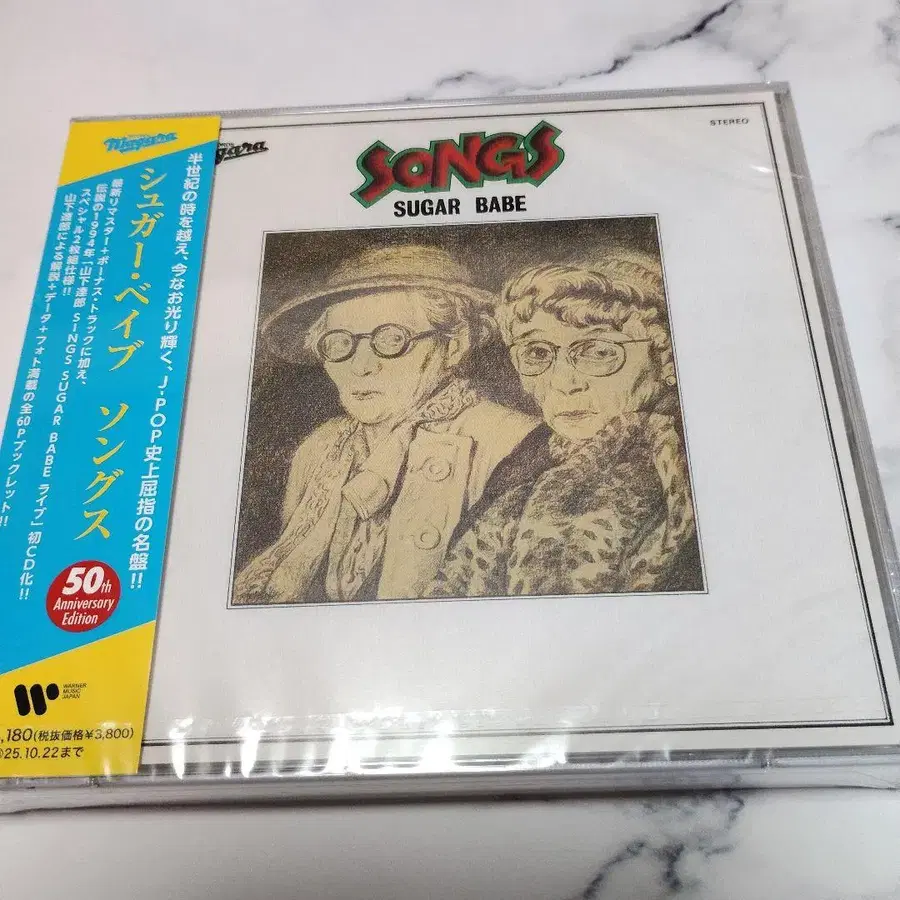 Niagara
シュガー・ベイブ ソングス
半世紀の時を越え、今なお光り輝く、J-POP史上屈指の名盤!!
最新リマスター+ボーナス・トラックに加え、
伝説の1994年「山下達郎 SINGS SUGAR BABE ライブ」初CD化!!
スペシャル2枚組仕様!!
山下達郎による解説+データ+フォト満載の全60Pブックレット!!
50th
Anniversary
Edition
WARNER
MUSIC
JAPAN
,180(税抜価格¥3,800)
25.10.22まで
gara
STEREO
SONGS
SUGAR BABE